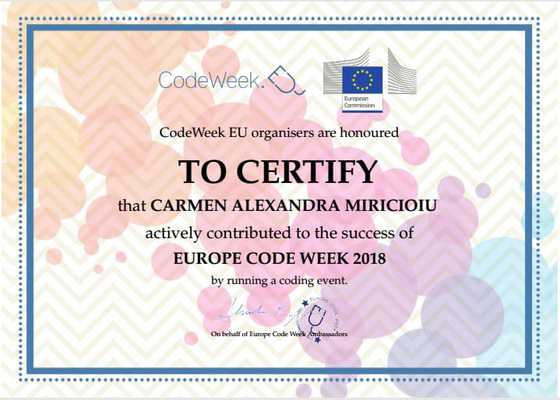 CodeWeek.EU
European
Commission
CodeWeek EU organisers are honoured
TO CERTIFY
that CARMEN ALEXANDRA MIRICIOIU
actively contributed to the success of
EUROPE CODE WEEK 2018
by running a coding event.
On behalf of Europe Code Week Ambassadors